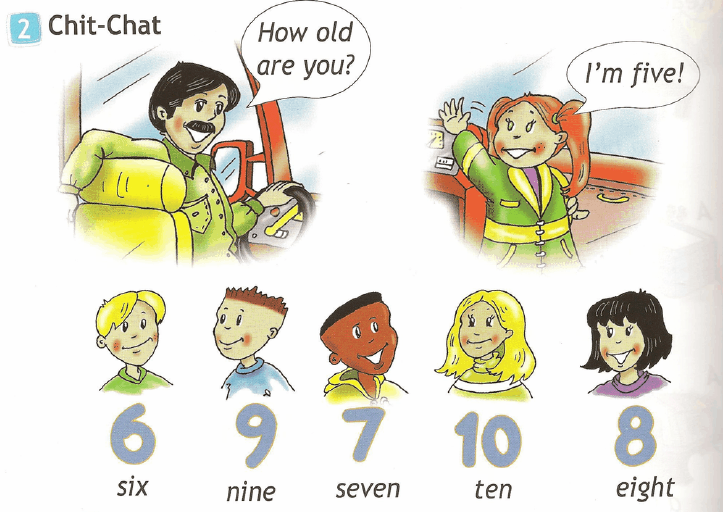 2 Chit-Chat
How old
are you?
I'm five!
6 9 7 10 8
six nine seven ten eight